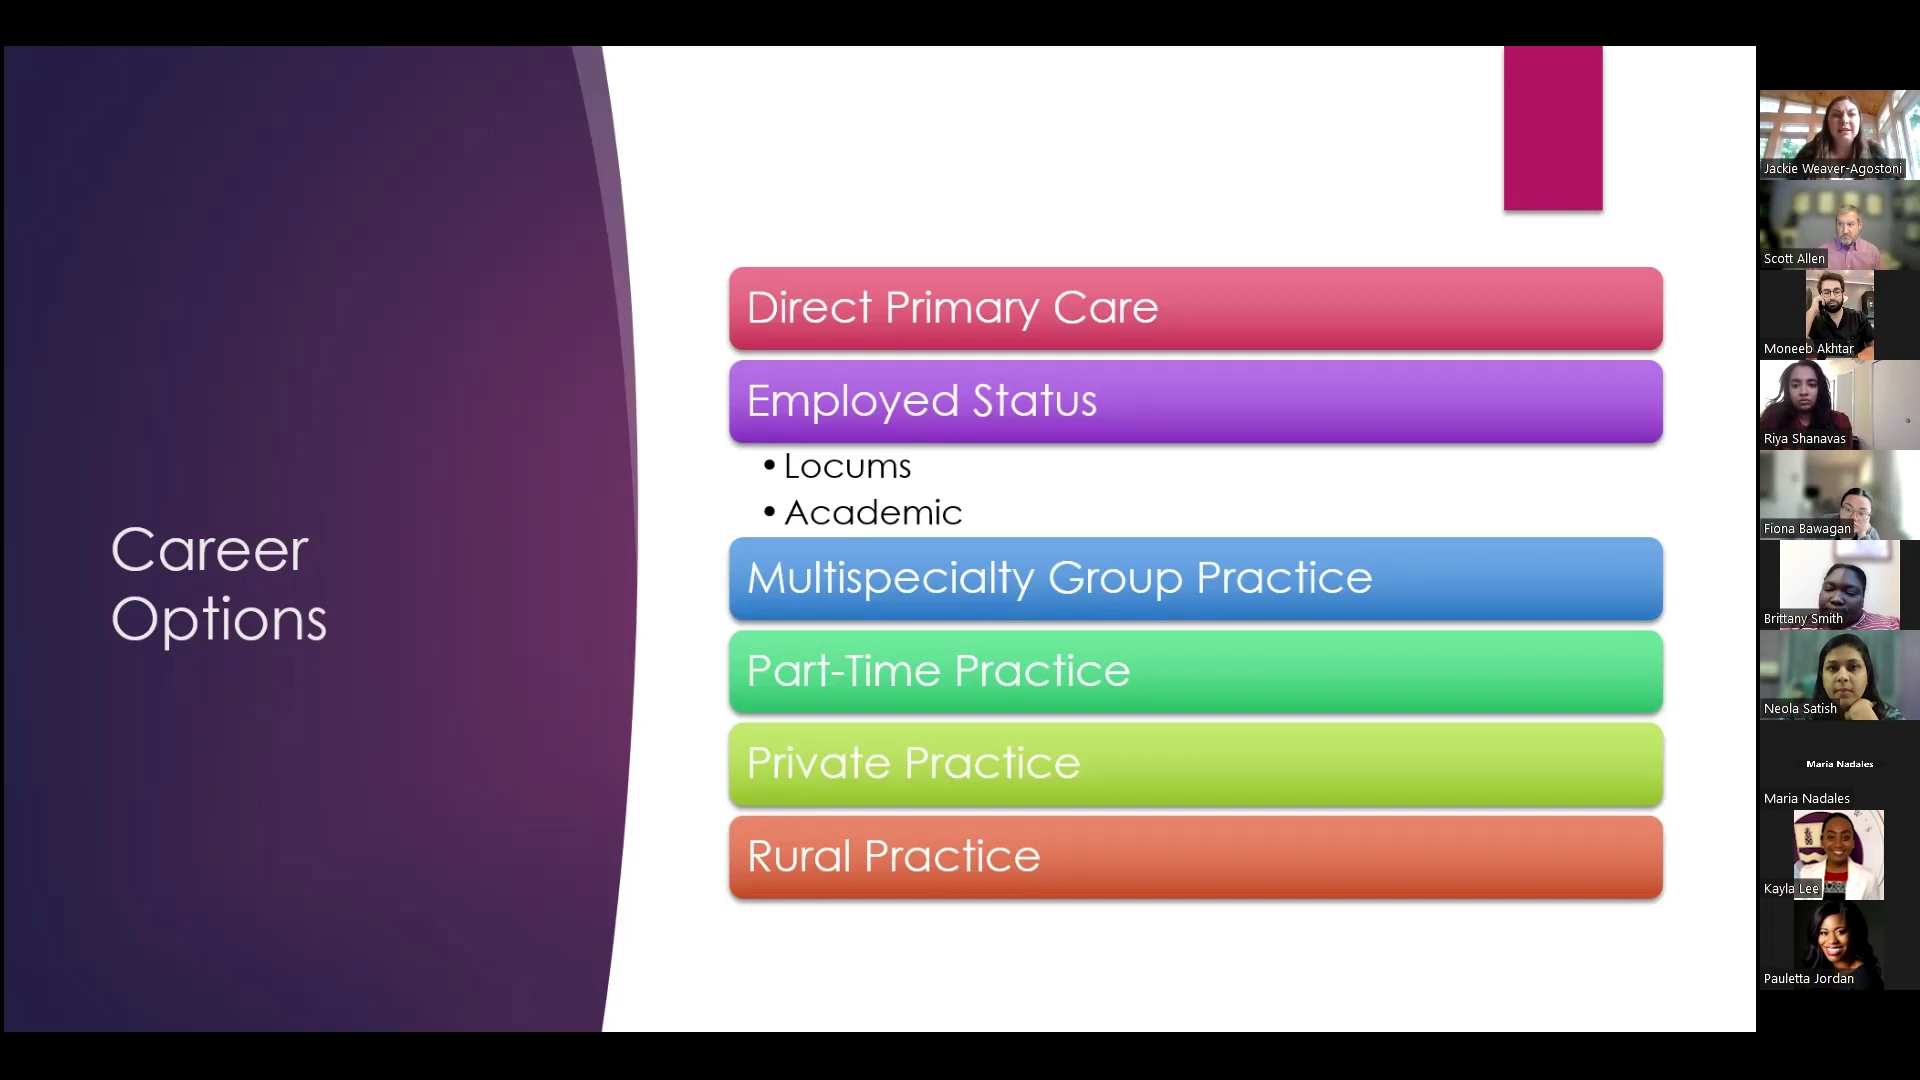 Career
Options
Direct Primary Care
Employed Status
• Locums
• Academic
Multispecialty Group Practice
Part-Time Practice
Private Practice
Rural Practice
Jackie Weaver-Agostoni
Scott Allen
Moneeb Akhtar
Riya Shanavas
Fiona Bawagan
Brittany Smith
Neola Satish
Maria Nadales
Maria Nadales
Kayla Lee
Pauletta Jordan